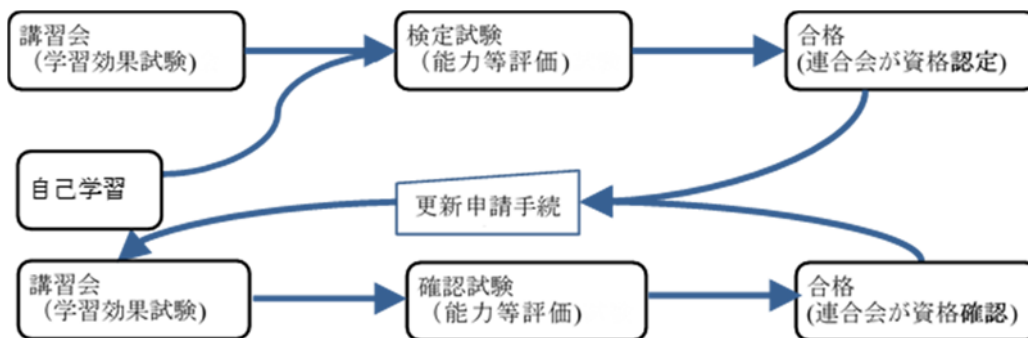 講習会
（学習効果試験)
検定試験
（能力等評価）
合格
(連合会が資格認定)
自己学習
更新申請手続
講習会
（学習効果試験)
確認試験
（能力等評価）
合格
(連合会が資格確認)